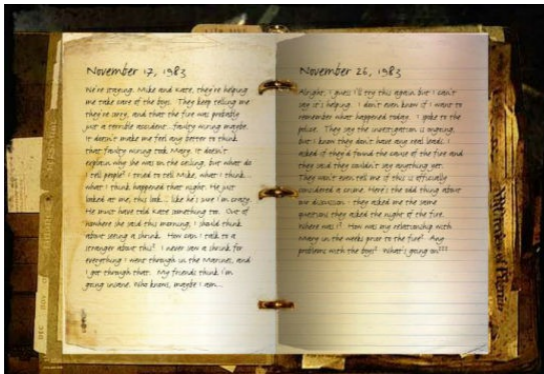 November 17, 1983
We're staying. Mike and Kate, they're helping
me take care of the boys. They keep telling me
they're sorry, and that the fire was probably
just a terrible accident... faulty wiring maybe.
It doesn't make me feel any better to think
that faulty wiring took Mary. It doesn't
explain why she was on the ceiling, but what do
I tell people? I tried to tell Mike, what I think...
what I think happened that night. He just
looked at me, this look... like he's sure I'm crazy.
He must have told Kate something too. Out of
nowhere she said this morning, I should think
about seeing a shrink. How can I talk to a
stranger about this? I never saw a shrink for
everything I went through in the Marines, and
I got through that. My friends think I'm
going insane. Who knows, maybe I am...
November 26, 1983
Alright, I guess I'll try this again but I can't
say it's helping. I don't even know if I want to
remember what happened today. I spoke to the
police. They say the investigation is ongoing,
but I know they don't have any real leads. I
asked if they'd found the cause of the fire and
they said they couldn't say anything yet.
They won't even tell me if this is officially
considered a crime. Here's the odd thing about
our discussion - they asked me the same
questions they asked the night of the fire.
Where was I? How was my relationship with
Mary in the weeks prior to the fire? Any
problems with the boys? What's going on???